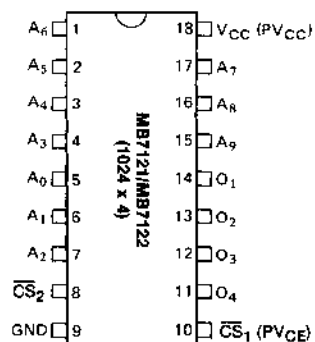 A6 1 18 VCC (PVCC)
A5 2 17 A7
A4 3 16 A8
A3 4 15 A9
A0 5 14 O1
A1 6 13 O2
A2 7 12 O3
C̅S̅2 8 11 O4
GND 9 10 C̅S̅1 (PVCE)
MB7121/MB7122
(1024 x 4)